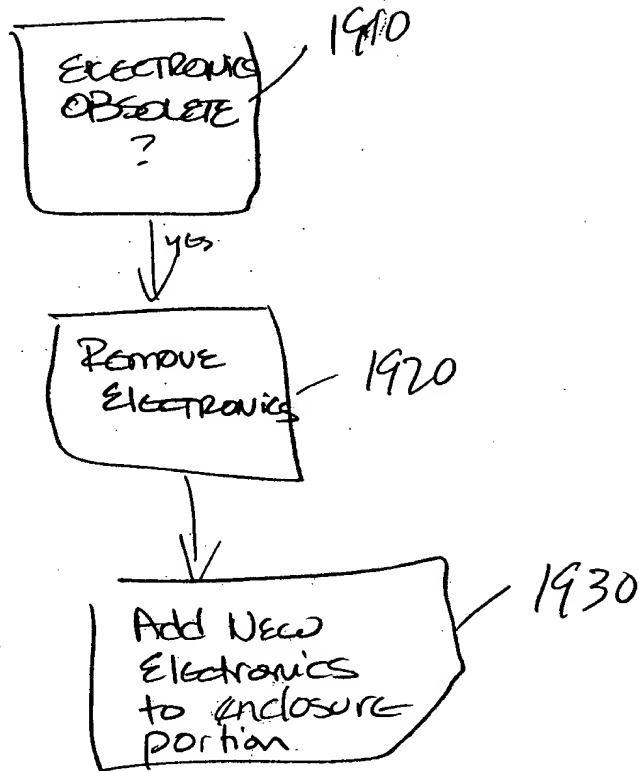 1910
ELECTRONICS
OBSOLETE
?
yes
REMOVE
ELECTRONICS
1920
1930
Add New
Electronics
to enclosure
portion.